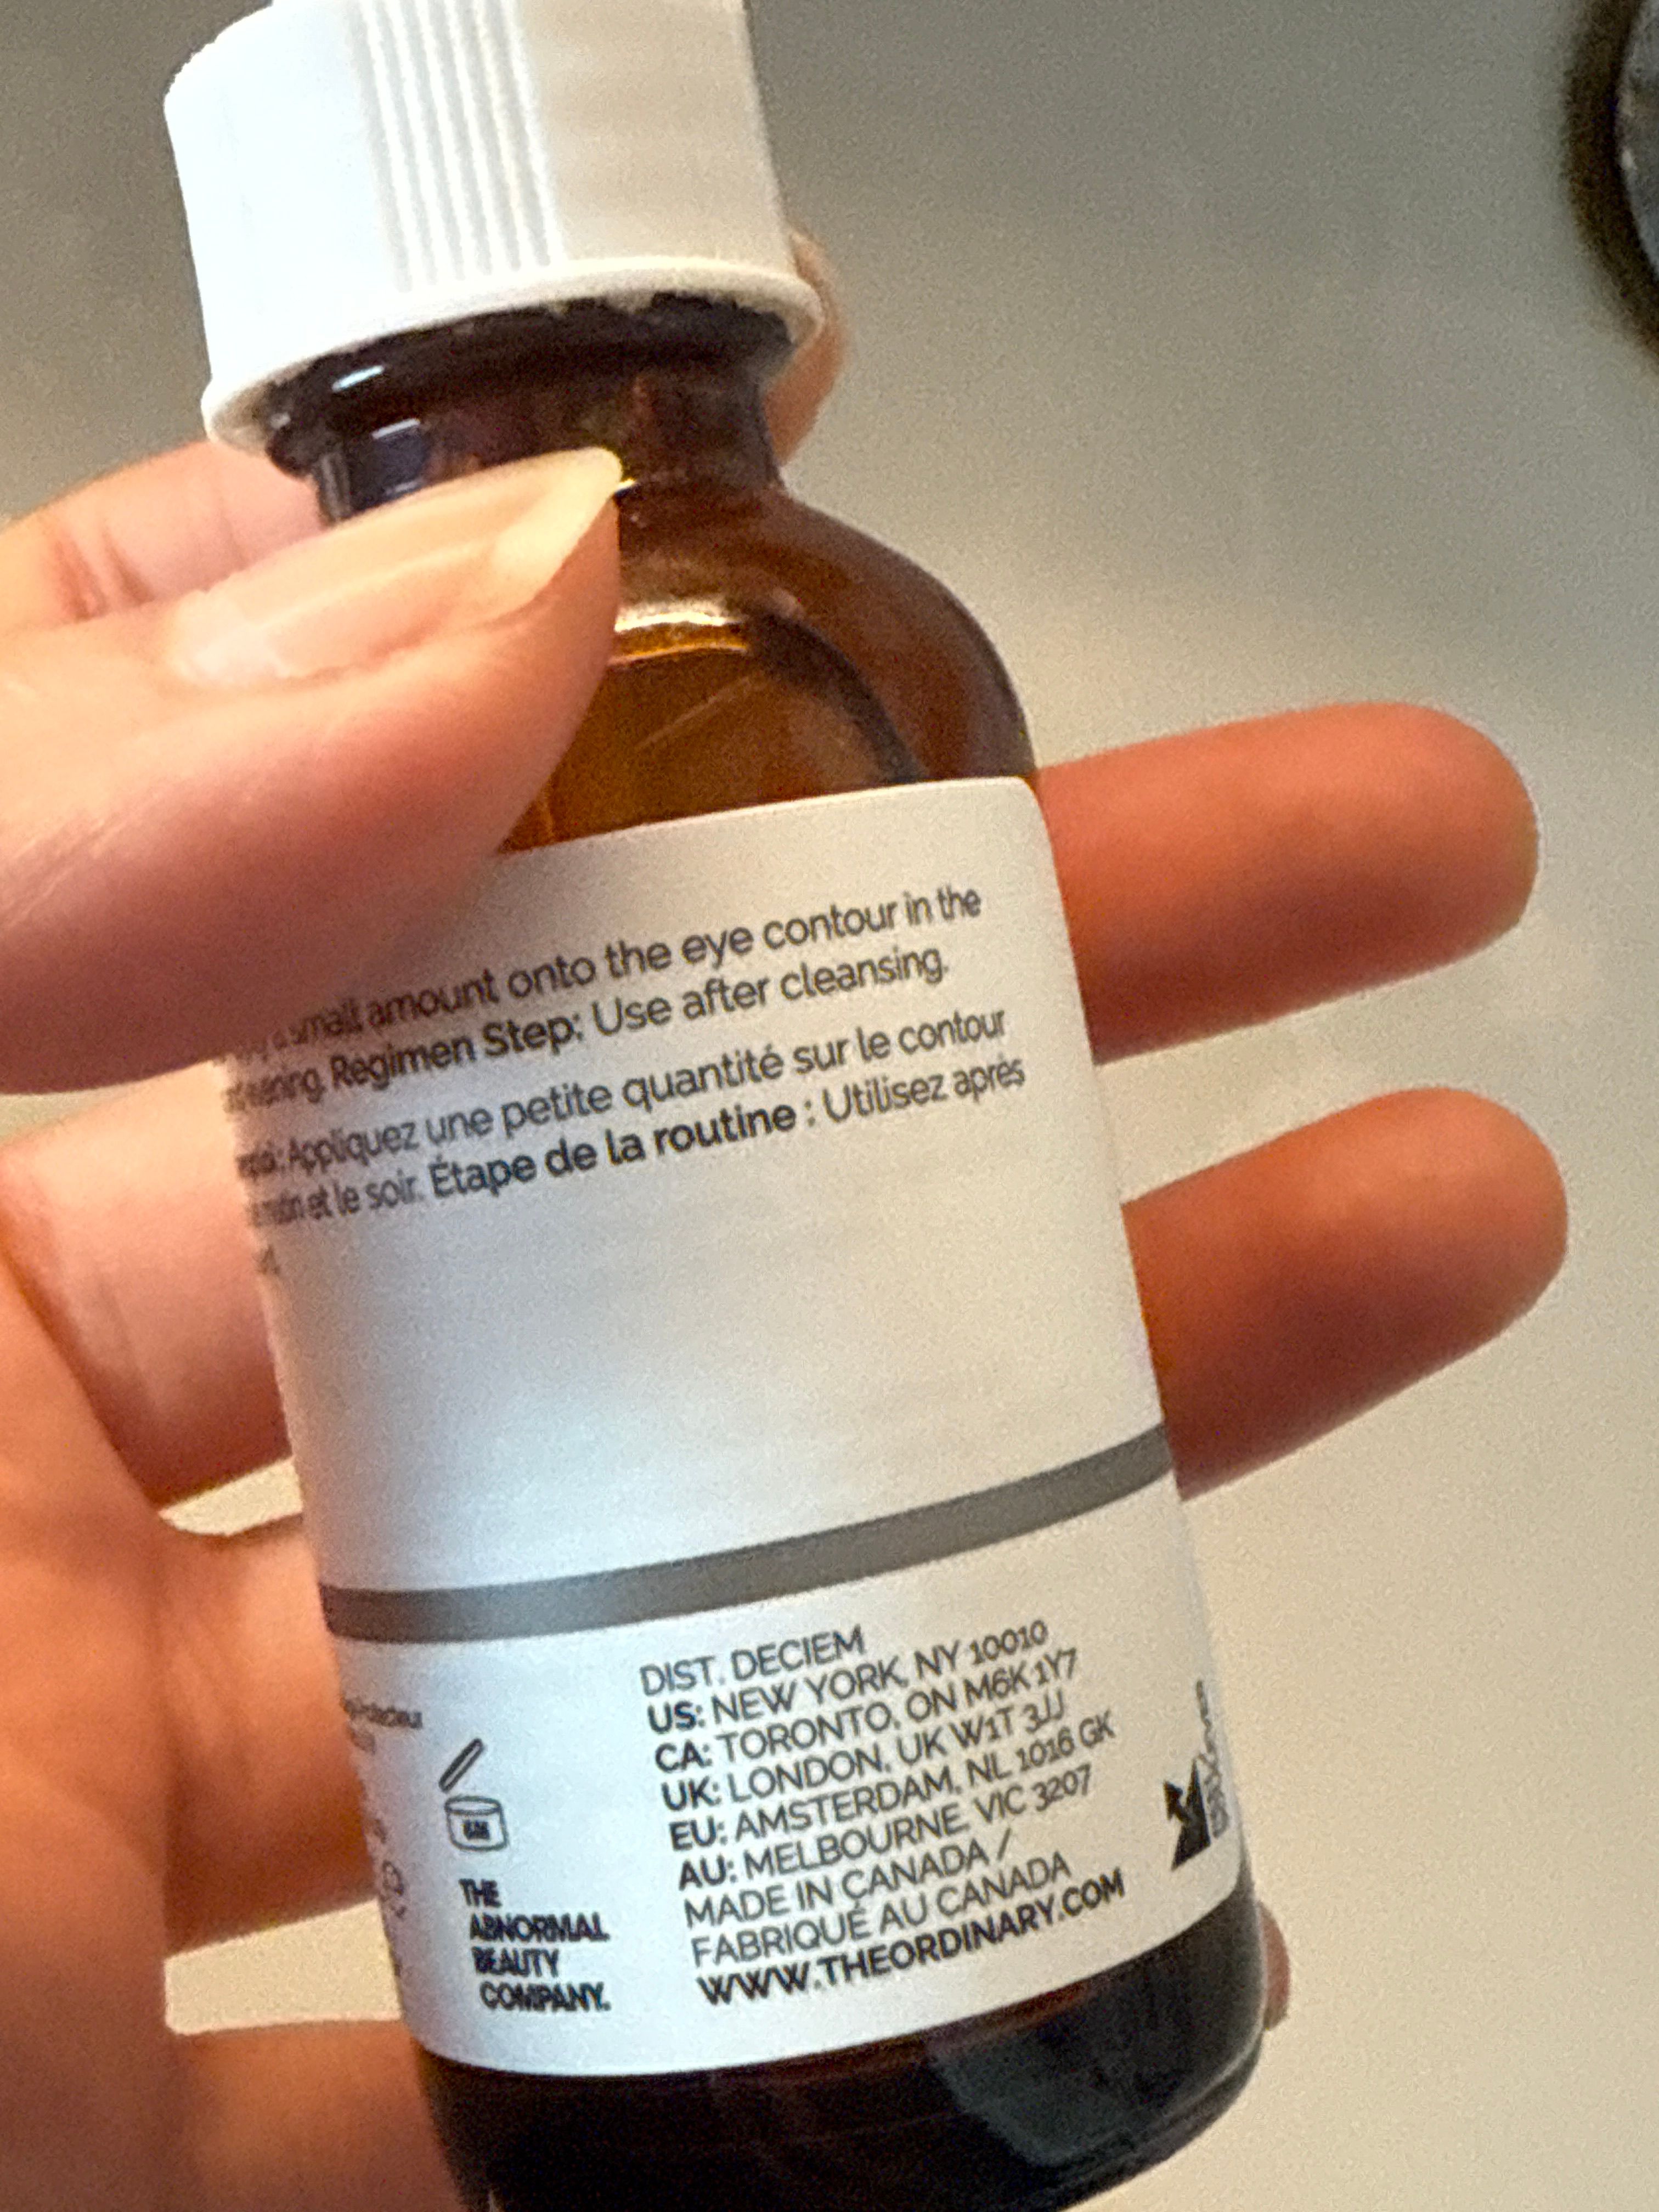 small amount onto the eye contour in the
evening. Regimen Step: Use after cleansing.
Appliquez une petite quantité sur le contour
matin et le soir. Étape de la routine : Utilisez après
DIST. DECIEM
US: NEW YORK, NY 10010
CA: TORONTO, ON M6K 1Y7
UK: LONDON, UK W1T 3JJ
EU: AMSTERDAM, NL 1016 GK
AU: MELBOURNE, VIC 3207
MADE IN CANADA /
FABRIQUÉ AU CANADA
WWW.THEORDINARY.COM
THE
ABNORMAL
BEAUTY
COMPANY.